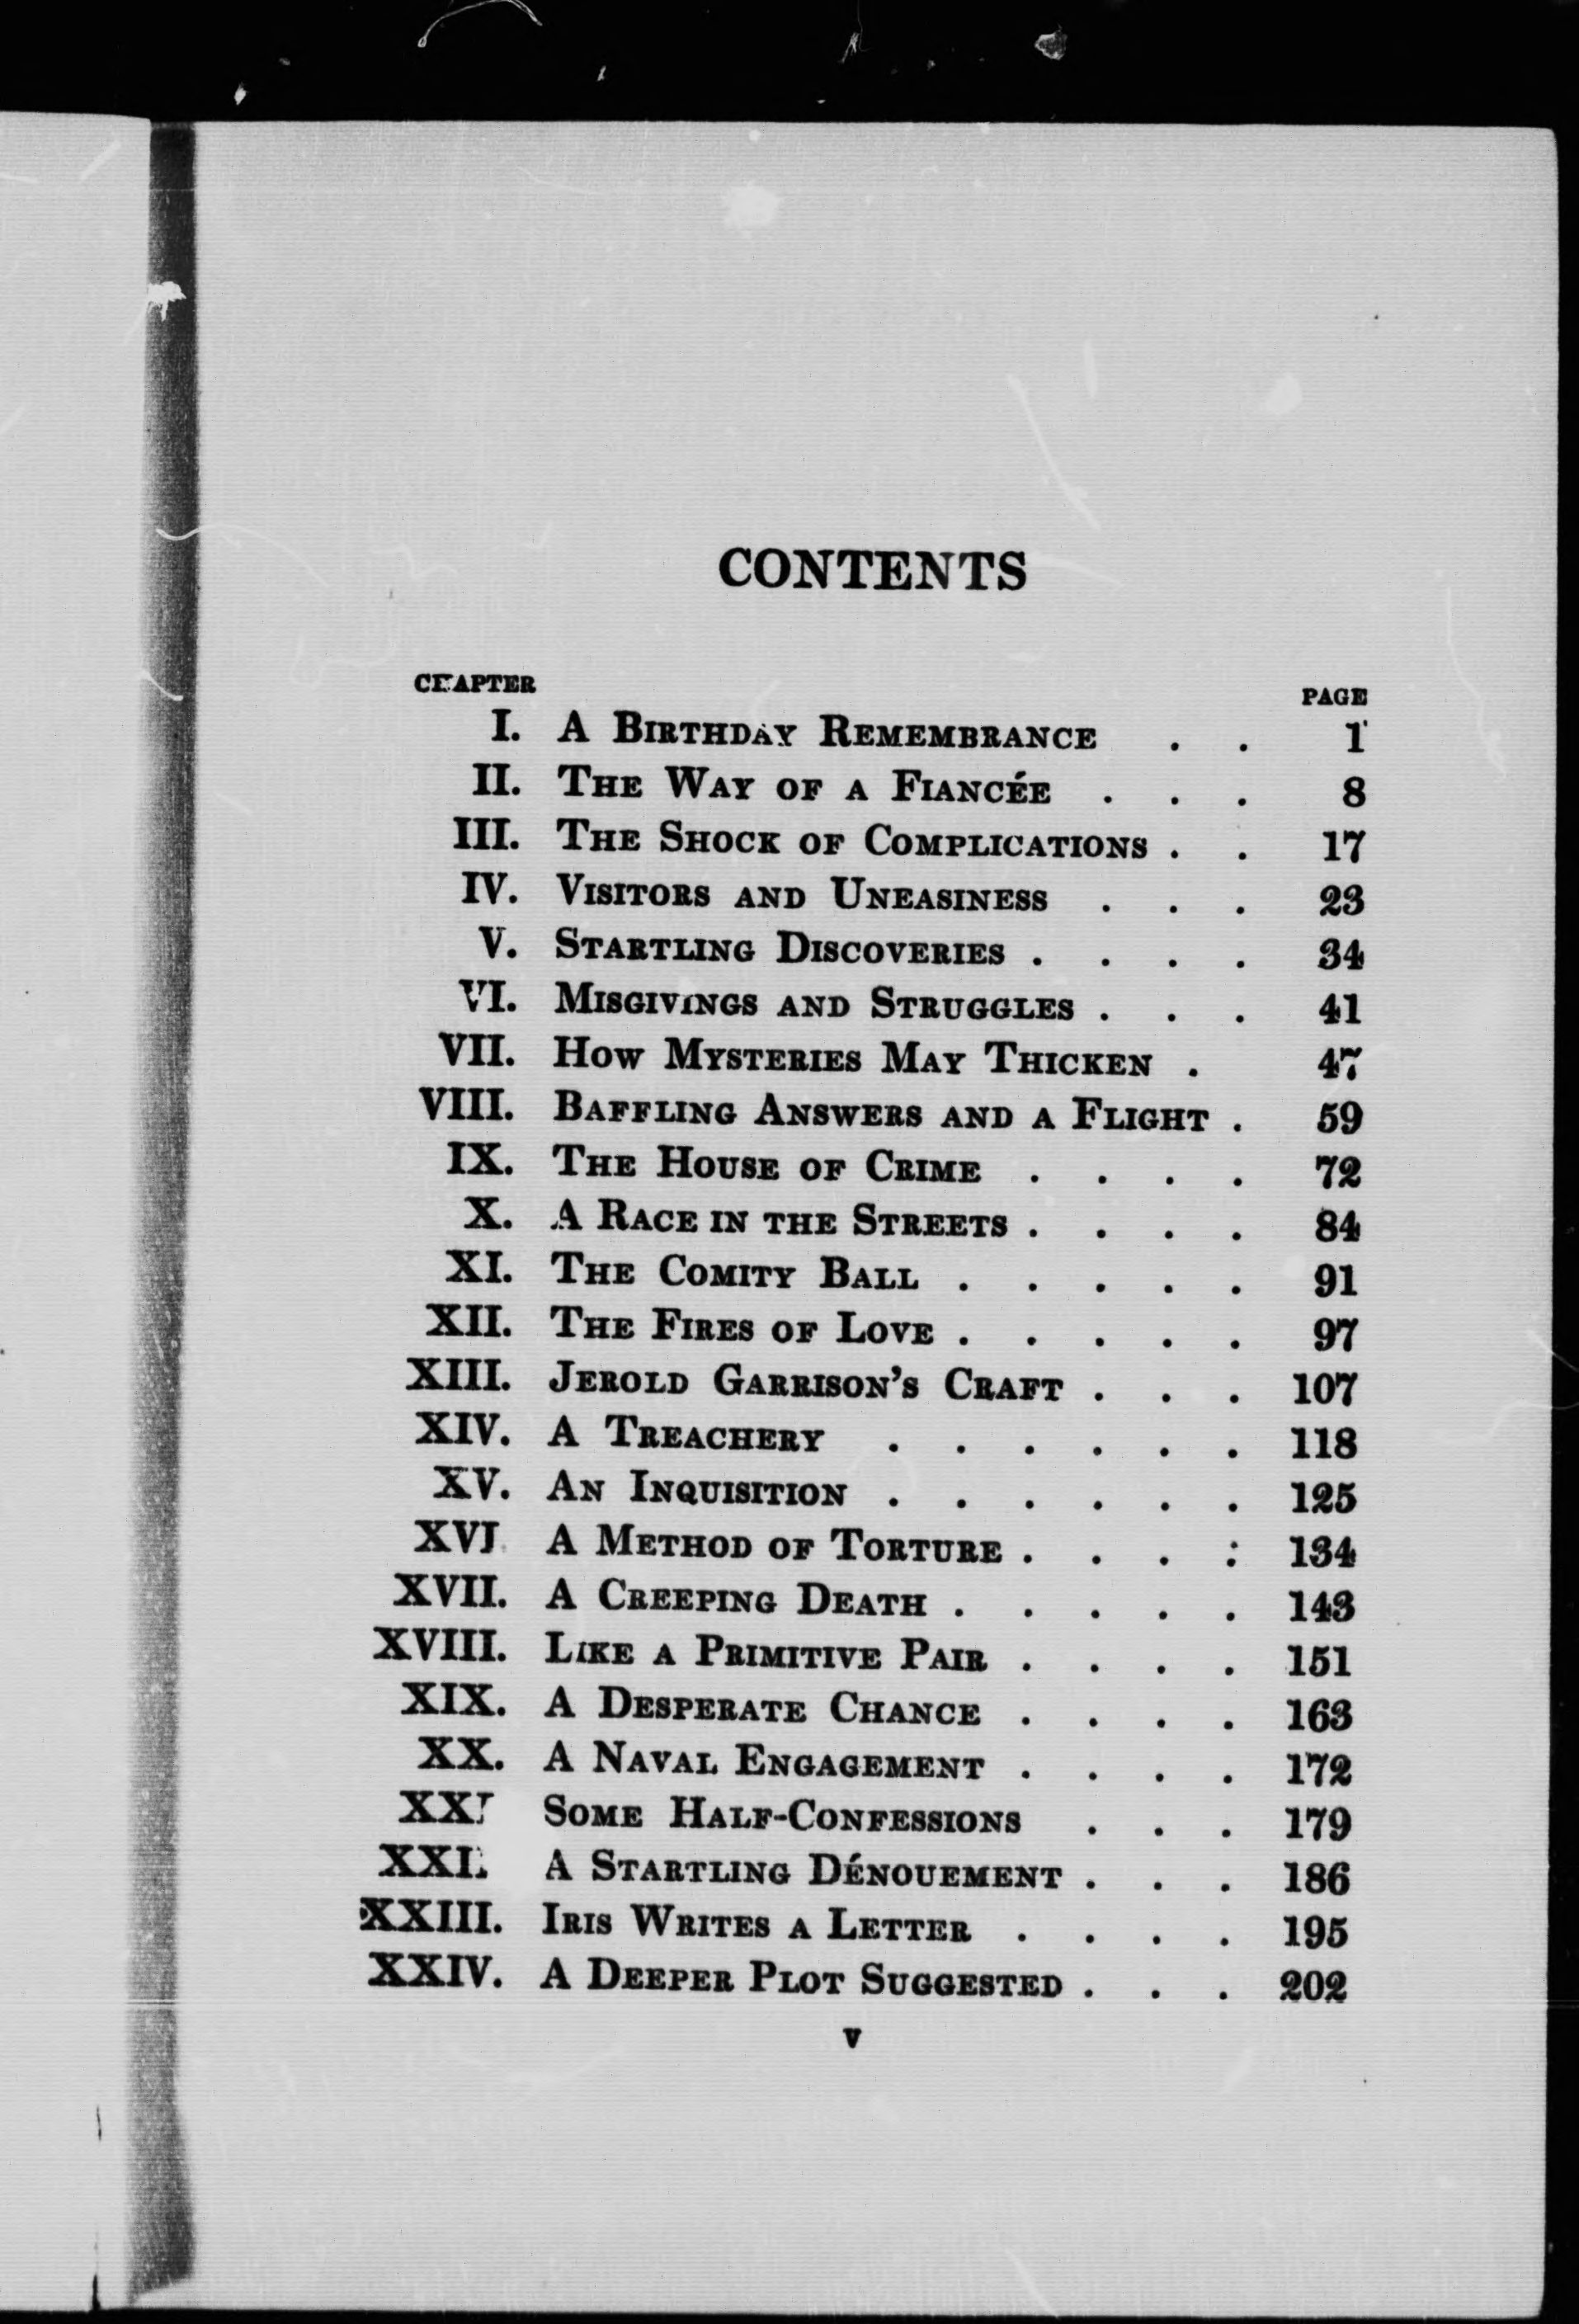 CONTENTS
CHAPTER PAGE
I. A Birthday Remembrance . . 1
II. The Way of a Fiancée . . . 8
III. The Shock of Complications . . 17
IV. Visitors and Uneasiness . . . 23
V. Startling Discoveries . . . . 34
VI. Misgivings and Struggles . . . 41
VII. How Mysteries May Thicken . 47
VIII. Baffling Answers and a Flight . 59
IX. The House of Crime . . . . 72
X. A Race in the Streets . . . . 84
XI. The Comity Ball . . . . . 91
XII. The Fires of Love . . . . . 97
XIII. Jerold Garrison's Craft . . . 107
XIV. A Treachery . . . . . . 118
XV. An Inquisition . . . . . . 125
XVI A Method of Torture . . . : 134
XVII. A Creeping Death . . . . . 143
XVIII. Like a Primitive Pair . . . . 151
XIX. A Desperate Chance . . . . 163
XX. A Naval Engagement . . . . 172
XXI Some Half-Confessions . . . 179
XXII. A Startling Dénouement . . . 186
XXIII. Iris Writes a Letter . . . . 195
XXIV. A Deeper Plot Suggested . . . 202
v